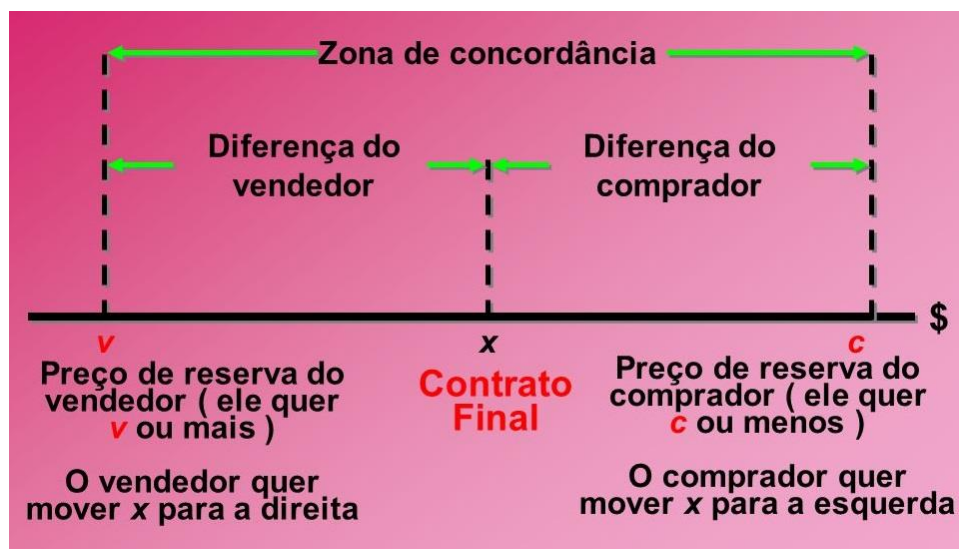 Zona de concordância
Diferença do
vendedor
Diferença do
comprador
$
v
x
c
Preço de reserva do
vendedor ( ele quer
v ou mais )
Contrato
Final
Preço de reserva do
comprador ( ele quer
c ou menos )
O vendedor quer
mover x para a direita
O comprador quer
mover x para a esquerda